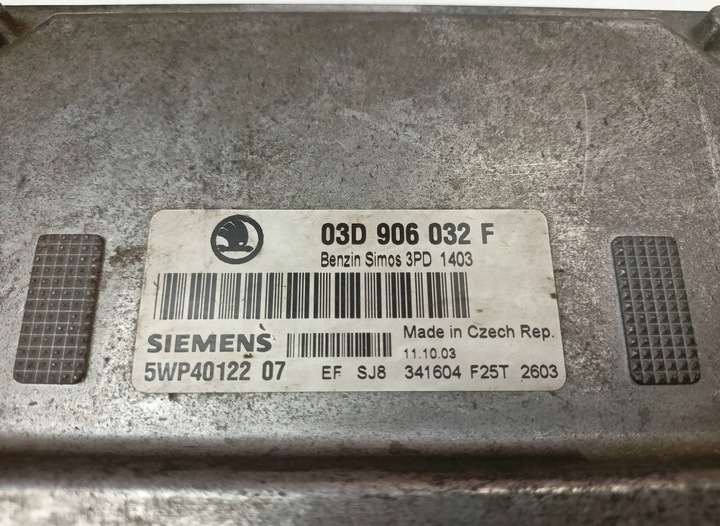 03D 906 032 F
Benzin Simos 3PD 1403
SIEMENS
Made in Czech Rep.
11.10.03
5WP40122 07
EF SJ8 341604 F25T 2603